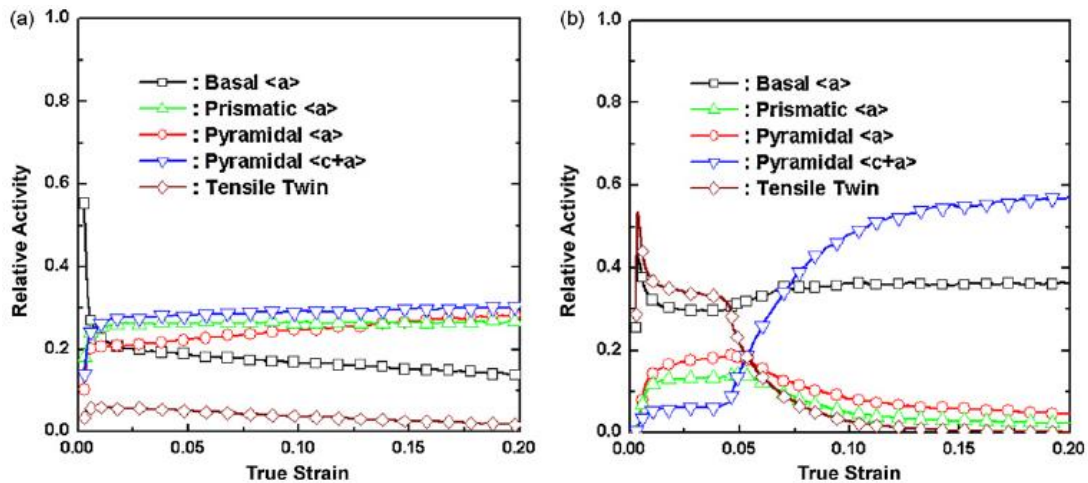 (a)
1.0
0.8
0.6
0.4
0.2
0.0
Relative Activity
: Basal <a>
: Prismatic <a>
: Pyramidal <a>
: Pyramidal <c+a>
: Tensile Twin
0.00 0.05 0.10 0.15 0.20
True Strain
(b)
1.0
0.8
0.6
0.4
0.2
0.0
Relative Activity
: Basal <a>
: Prismatic <a>
: Pyramidal <a>
: Pyramidal <c+a>
: Tensile Twin
0.00 0.05 0.10 0.15 0.20
True Strain